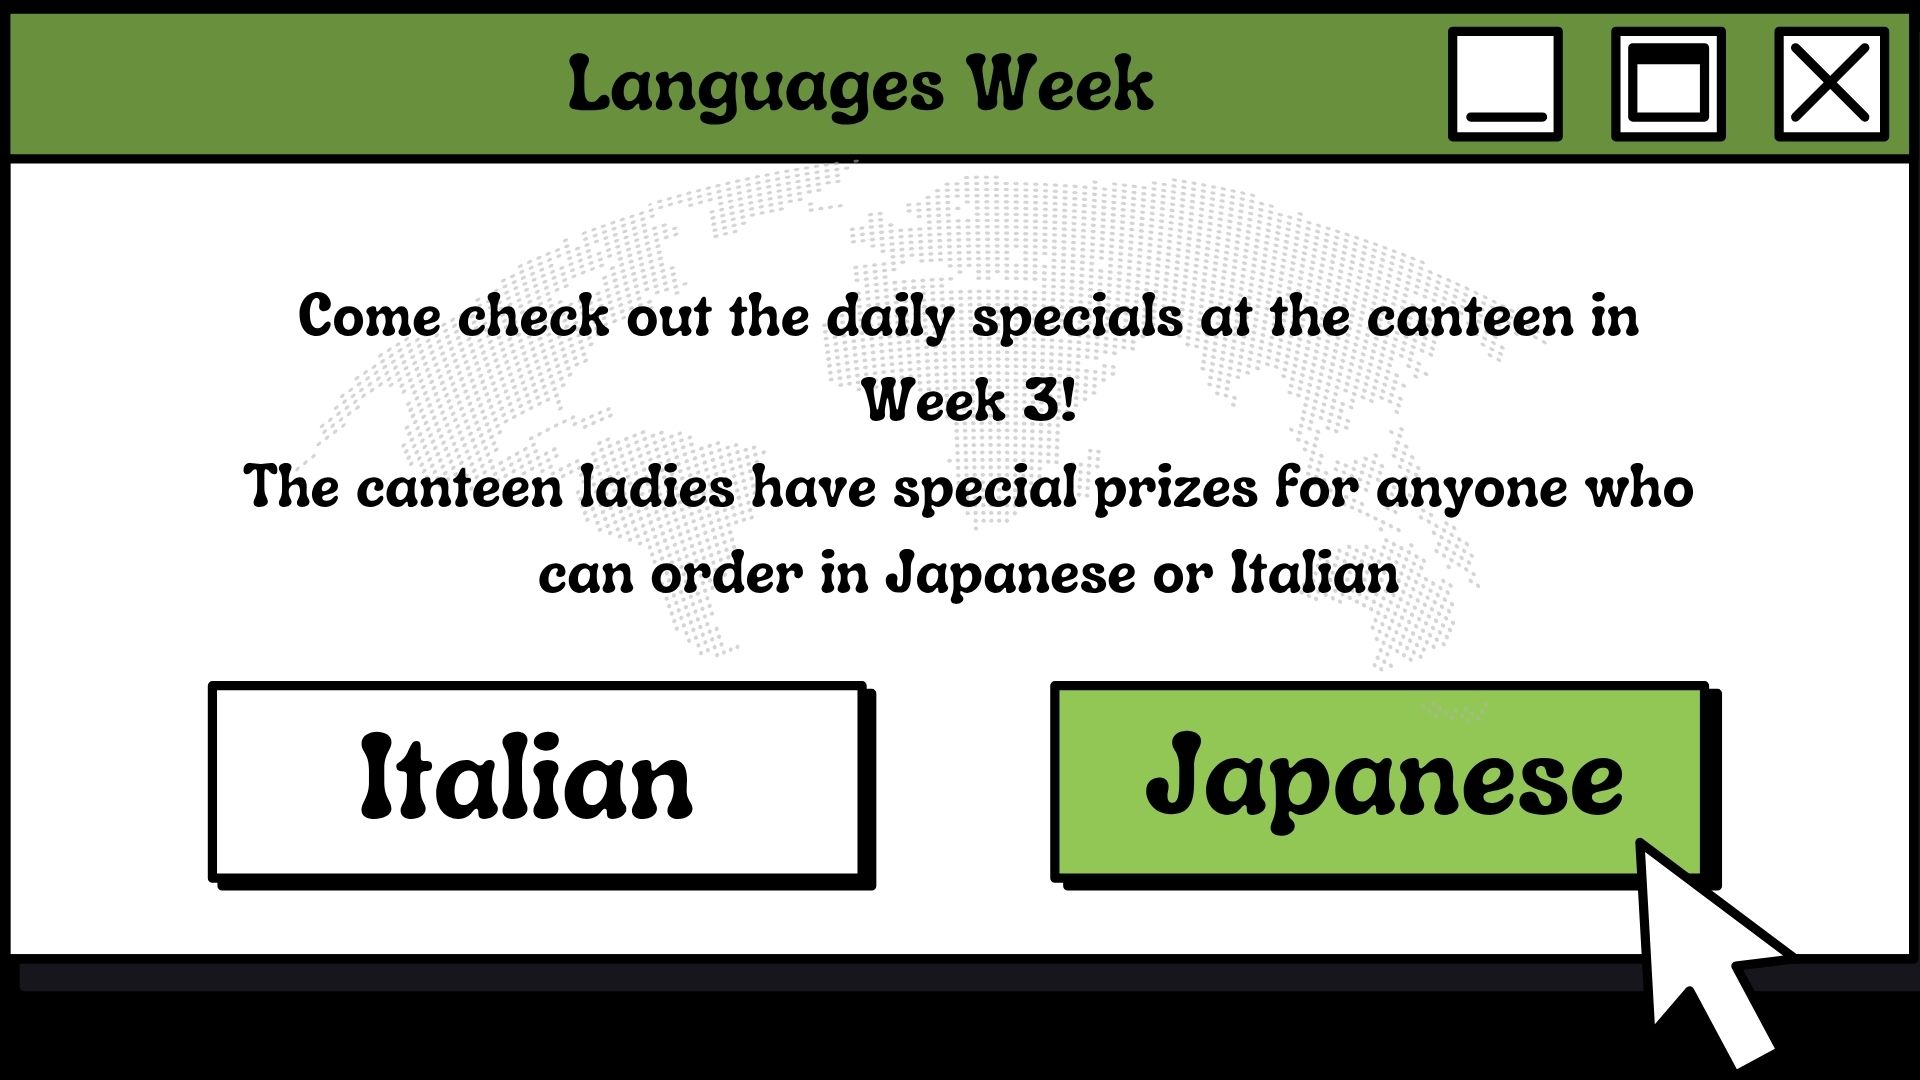 Languages Week
Come check out the daily specials at the canteen in
Week 3!
The canteen ladies have special prizes for anyone who
can order in Japanese or Italian
Italian
Japanese